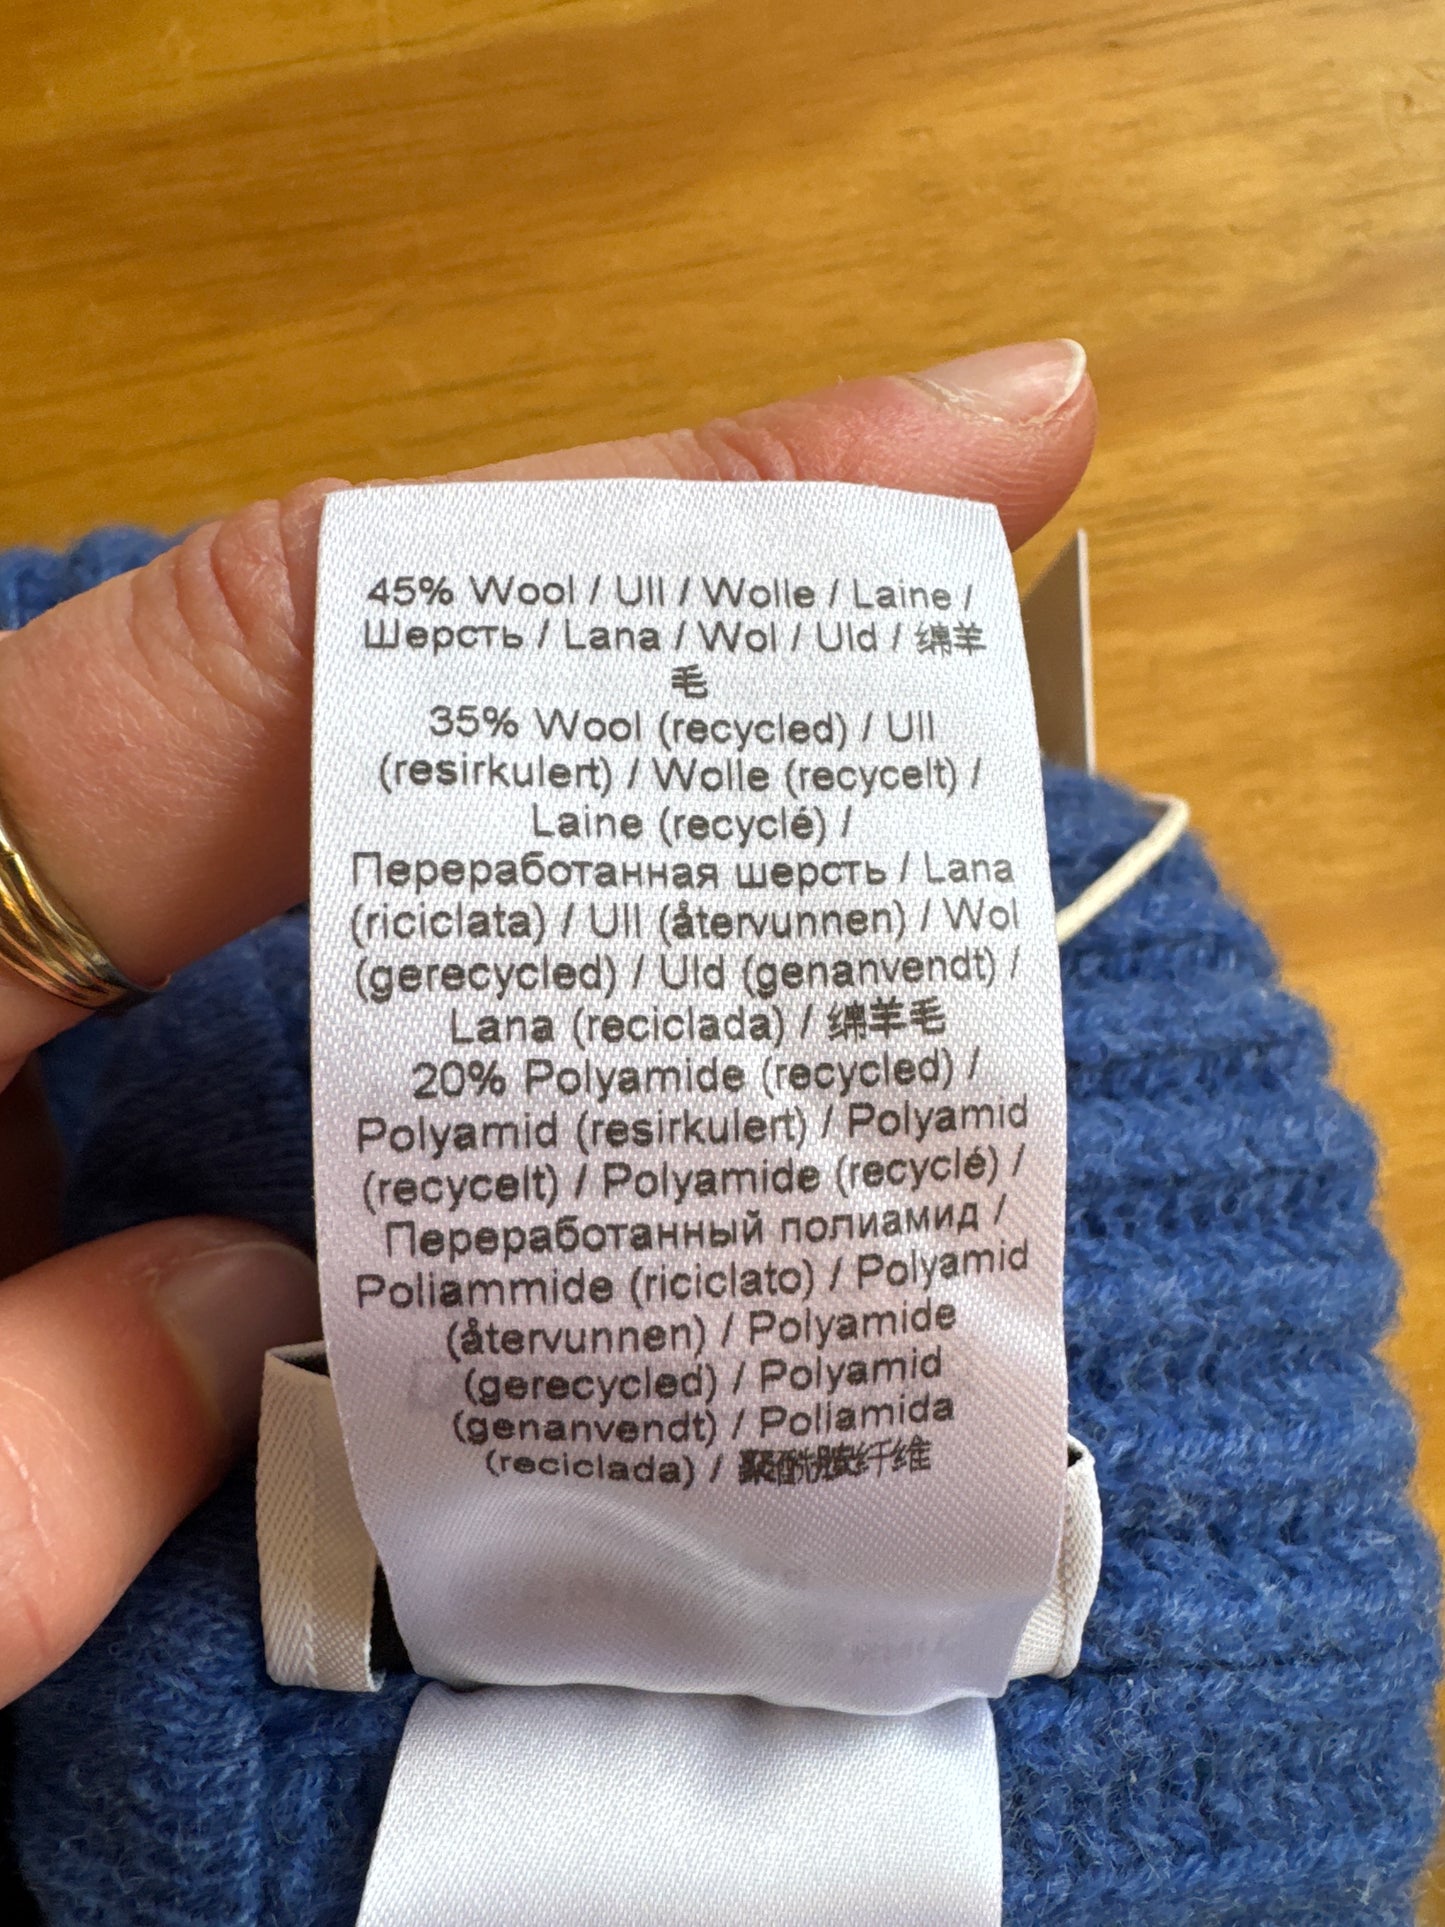 45% Wool / Ull / Wolle / Laine /
Шерсть / Lana / Wol / Uld / 绵羊
毛
35% Wool (recycled) / Ull
(resirkulert) / Wolle (recycelt) /
Laine (recyclé) /
Переработанная шерсть / Lana
(riciclata) / Ull (återvunnen) / Wol
(gerecycled) / Uld (genanvendt) /
Lana (reciclada) / 绵羊毛
20% Polyamide (recycled) /
Polyamid (resirkulert) / Polyamid
(recycelt) / Polyamide (recyclé) /
Переработанный полиамид /
Poliammide (riciclato) / Polyamid
(återvunnen) / Polyamide
(gerecycled) / Polyamid
(genanvendt) / Poliamida
(reciclada) / 聚酰胺纤维